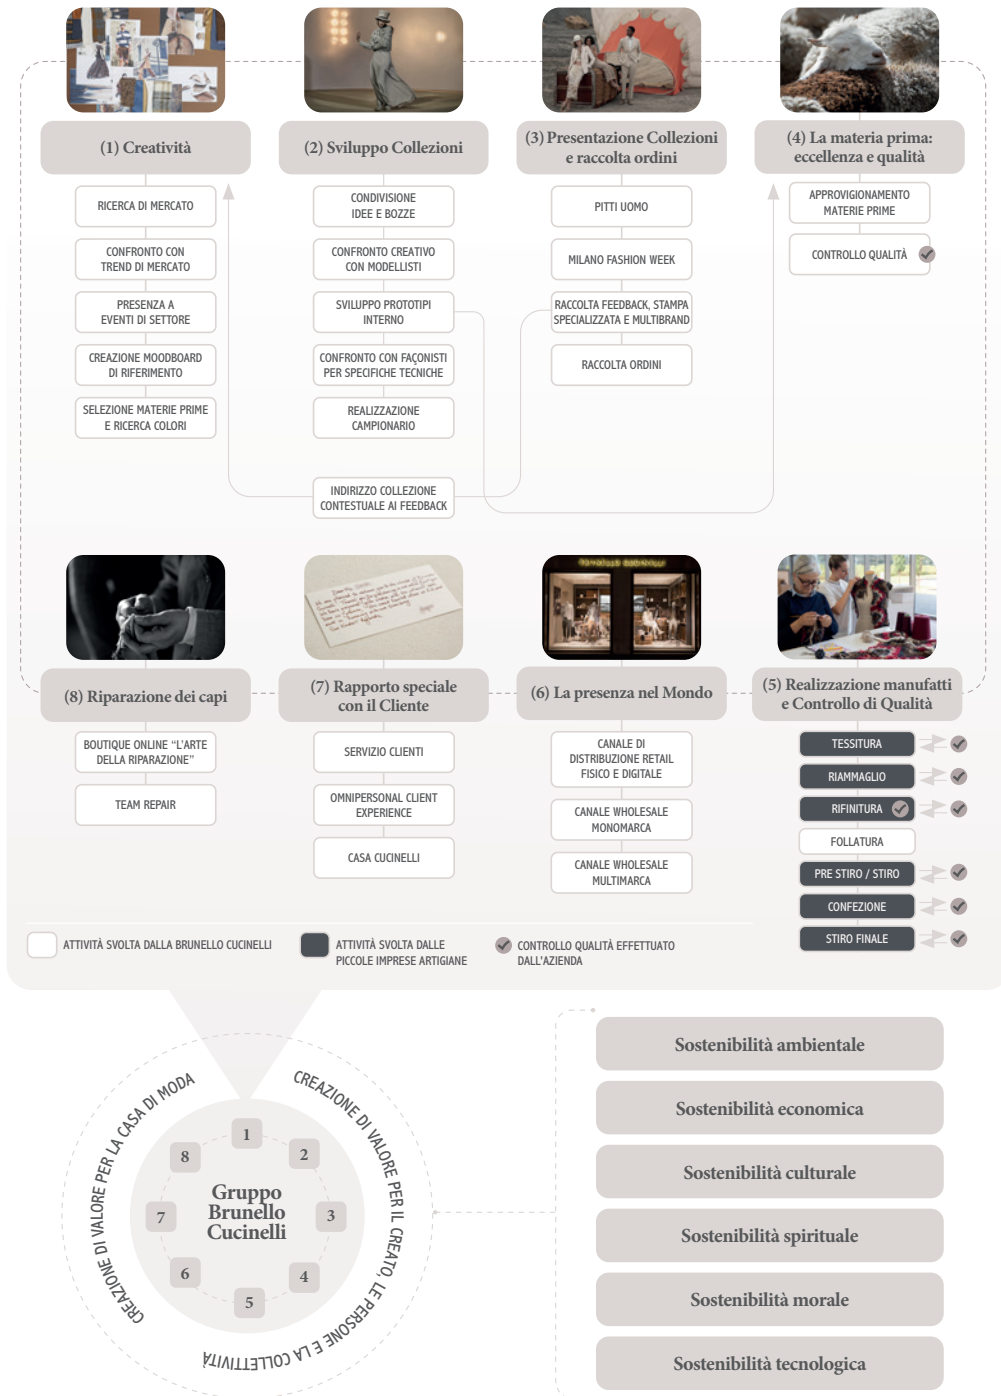 (1) Creatività
RICERCA DI MERCATO
CONFRONTO CON
TREND DI MERCATO
PRESENZA A
EVENTI DI SETTORE
CREAZIONE MOODBOARD
DI RIFERIMENTO
SELEZIONE MATERIE PRIME
E RICERCA COLORI
(2) Sviluppo Collezioni
CONDIVISIONE
IDEE E BOZZE
CONFRONTO CREATIVO
CON MODELLISTI
SVILUPPO PROTOTIPI
INTERNO
CONFRONTO CON FAÇONISTI
PER SPECIFICHE TECNICHE
REALIZZAZIONE
CAMPIONARIO
INDIRIZZO COLLEZIONE
CONTESTUALE AI FEEDBACK
(3) Presentazione Collezioni
e raccolta ordini
PITTI UOMO
MILANO FASHION WEEK
RACCOLTA FEEDBACK, STAMPA
SPECIALIZZATA E MULTIBRAND
RACCOLTA ORDINI
(4) La materia prima:
eccellenza e qualità
APPROVIGIONAMENTO
MATERIE PRIME
CONTROLLO QUALITÀ
(8) Riparazione dei capi
BOUTIQUE ONLINE “L’ARTE
DELLA RIPARAZIONE”
TEAM REPAIR
(7) Rapporto speciale
con il Cliente
SERVIZIO CLIENTI
OMNIPERSONAL CLIENT
EXPERIENCE
CASA CUCINELLI
(6) La presenza nel Mondo
CANALE DI
DISTRIBUZIONE RETAIL
FISICO E DIGITALE
CANALE WHOLESALE
MONOMARCA
CANALE WHOLESALE
MULTIMARCA
(5) Realizzazione manufatti
e Controllo di Qualità
TESSITURA
RIAMMAGLIO
RIFINITURA
FOLLATURA
PRE STIRO / STIRO
CONFEZIONE
STIRO FINALE
ATTIVITÀ SVOLTA DALLA BRUNELLO CUCINELLI
ATTIVITÀ SVOLTA DALLE
PICCOLE IMPRESE ARTIGIANE
CONTROLLO QUALITÀ EFFETTUATO
DALL’AZIENDA
CREAZIONE DI VALORE PER LA CASA DI MODA
CREAZIONE DI VALORE PER IL CREATO, LE PERSONE E LA COLLETTIVITÀ
1
2
3
4
5
6
7
8
Gruppo
Brunello
Cucinelli
Sostenibilità ambientale
Sostenibilità economica
Sostenibilità culturale
Sostenibilità spirituale
Sostenibilità morale
Sostenibilità tecnologica